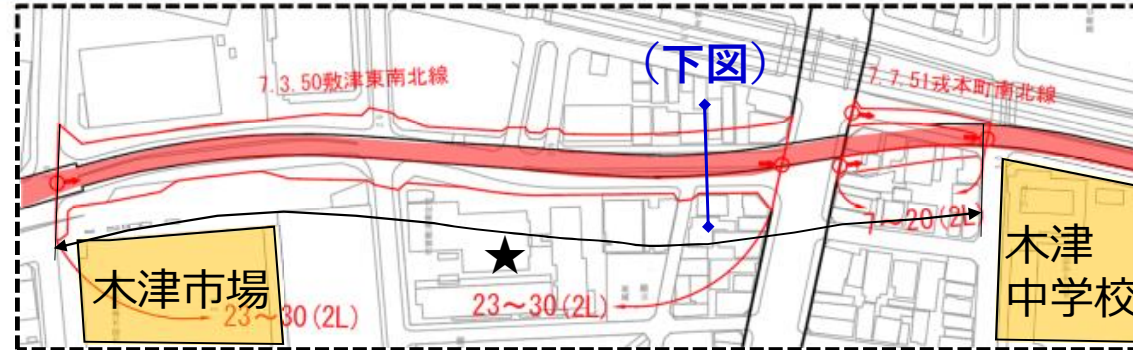 (下図)
7.3.50敷津東南北線
7.7.51戎本町南北線
7～20(2L)
木津市場
23～30(2L)
23～30(2L)
木津
中学校